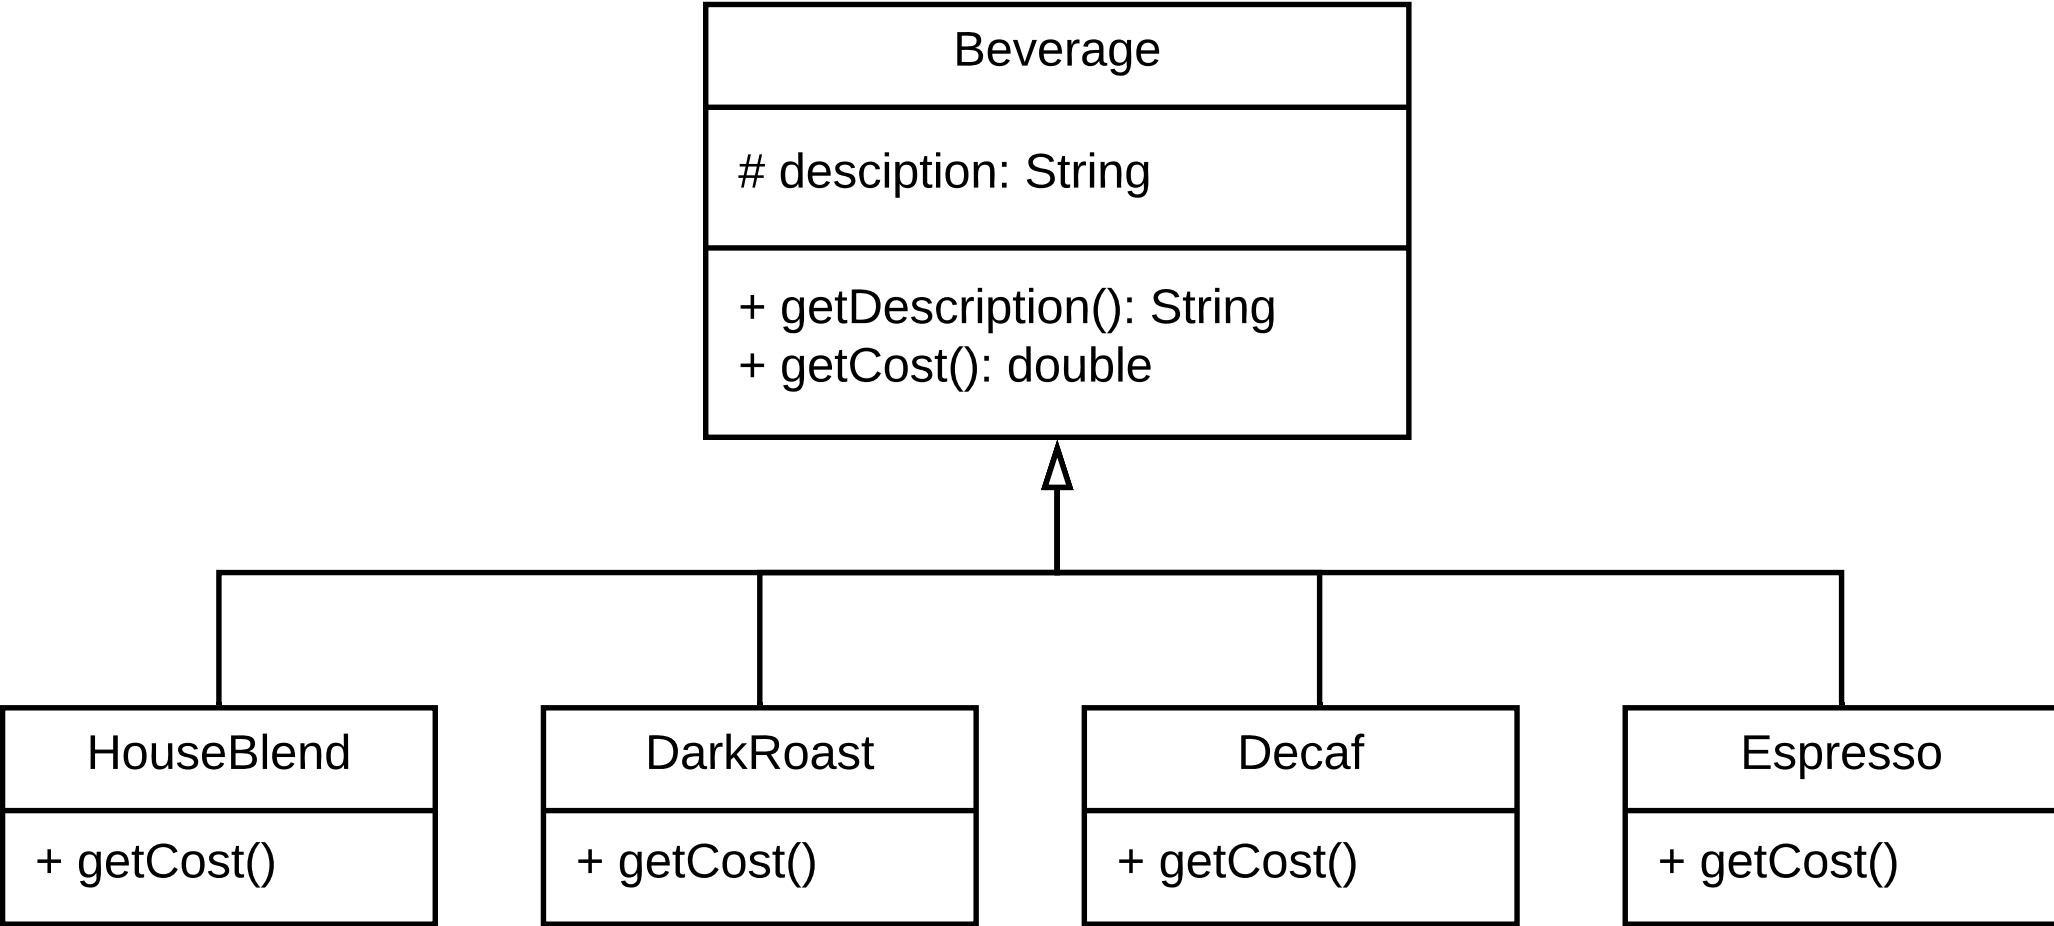 Beverage
# desciption: String
+ getDescription(): String
+ getCost(): double
HouseBlend
+ getCost()
DarkRoast
+ getCost()
Decaf
+ getCost()
Espresso
+ getCost()